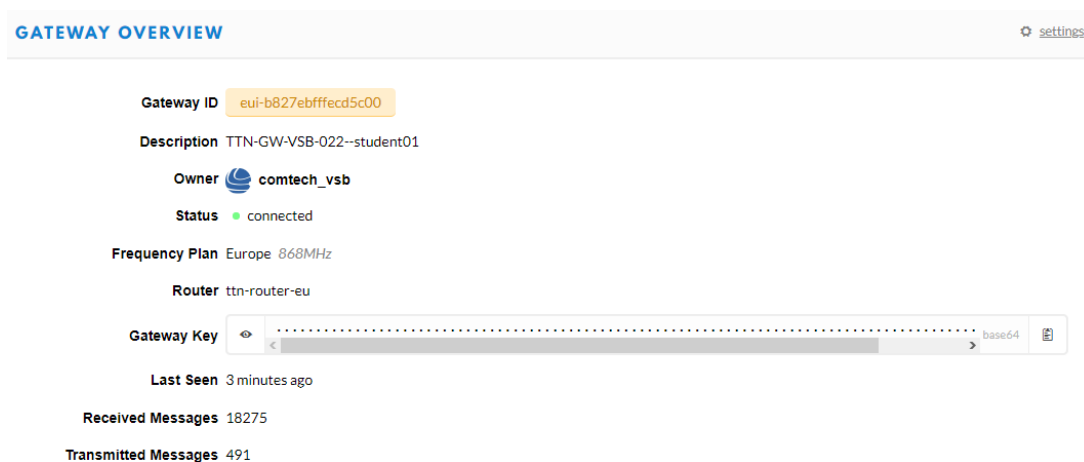 GATEWAY OVERVIEW settings
Gateway ID eui-b827ebfffecd5c00
Description TTN-GW-VSB-022--student01
Owner comtech_vsb
Status connected
Frequency Plan Europe 868MHz
Router ttn-router-eu
Gateway Key base64
Last Seen 3 minutes ago
Received Messages 18275
Transmitted Messages 491